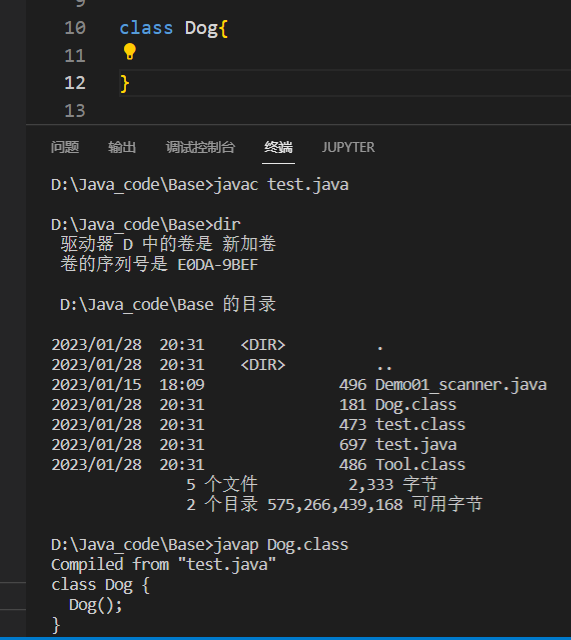 9
10 class Dog{
11
12 }
13
问题 输出 调试控制台 终端 JUPYTER
D:\Java_code\Base>javac test.java
D:\Java_code\Base>dir
驱动器 D 中的卷是 新加卷
卷的序列号是 E0DA-9BEF
D:\Java_code\Base 的目录
2023/01/28  20:31    <DIR>          .
2023/01/28  20:31    <DIR>          ..
2023/01/15  18:09               496 Demo01_scanner.java
2023/01/28  20:31               181 Dog.class
2023/01/28  20:31               473 test.class
2023/01/28  20:31               697 test.java
2023/01/28  20:31               486 Tool.class
5 个文件          2,333 字节
2 个目录 575,266,439,168 可用字节
D:\Java_code\Base>javap Dog.class
Compiled from "test.java"
class Dog {
  Dog();
}